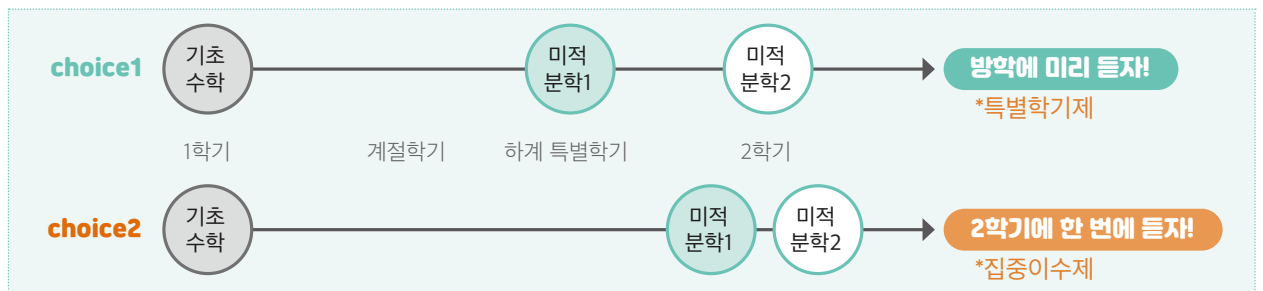 choice1
기초
수학
미적
분학1
미적
분학2
방학에 미리 듣자!
*특별학기제
1학기
계절학기
하계 특별학기
2학기
choice2
기초
수학
미적
분학1
미적
분학2
2학기에 한 번에 듣자!
*집중이수제